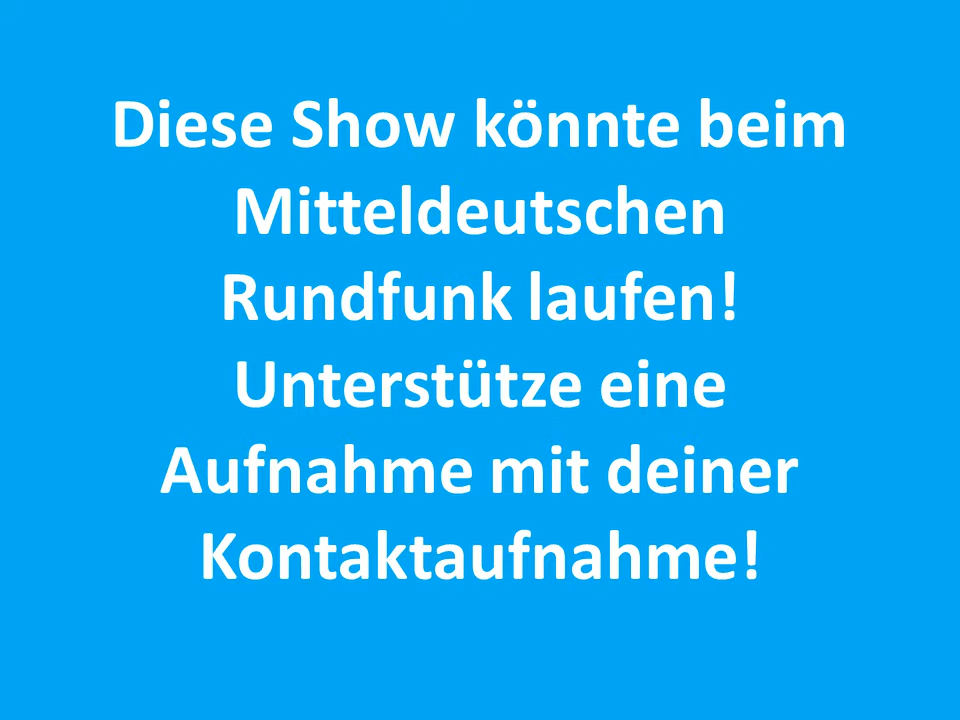 Diese Show könnte beim
Mitteldeutschen
Rundfunk laufen!
Unterstütze eine
Aufnahme mit deiner
Kontaktaufnahme!